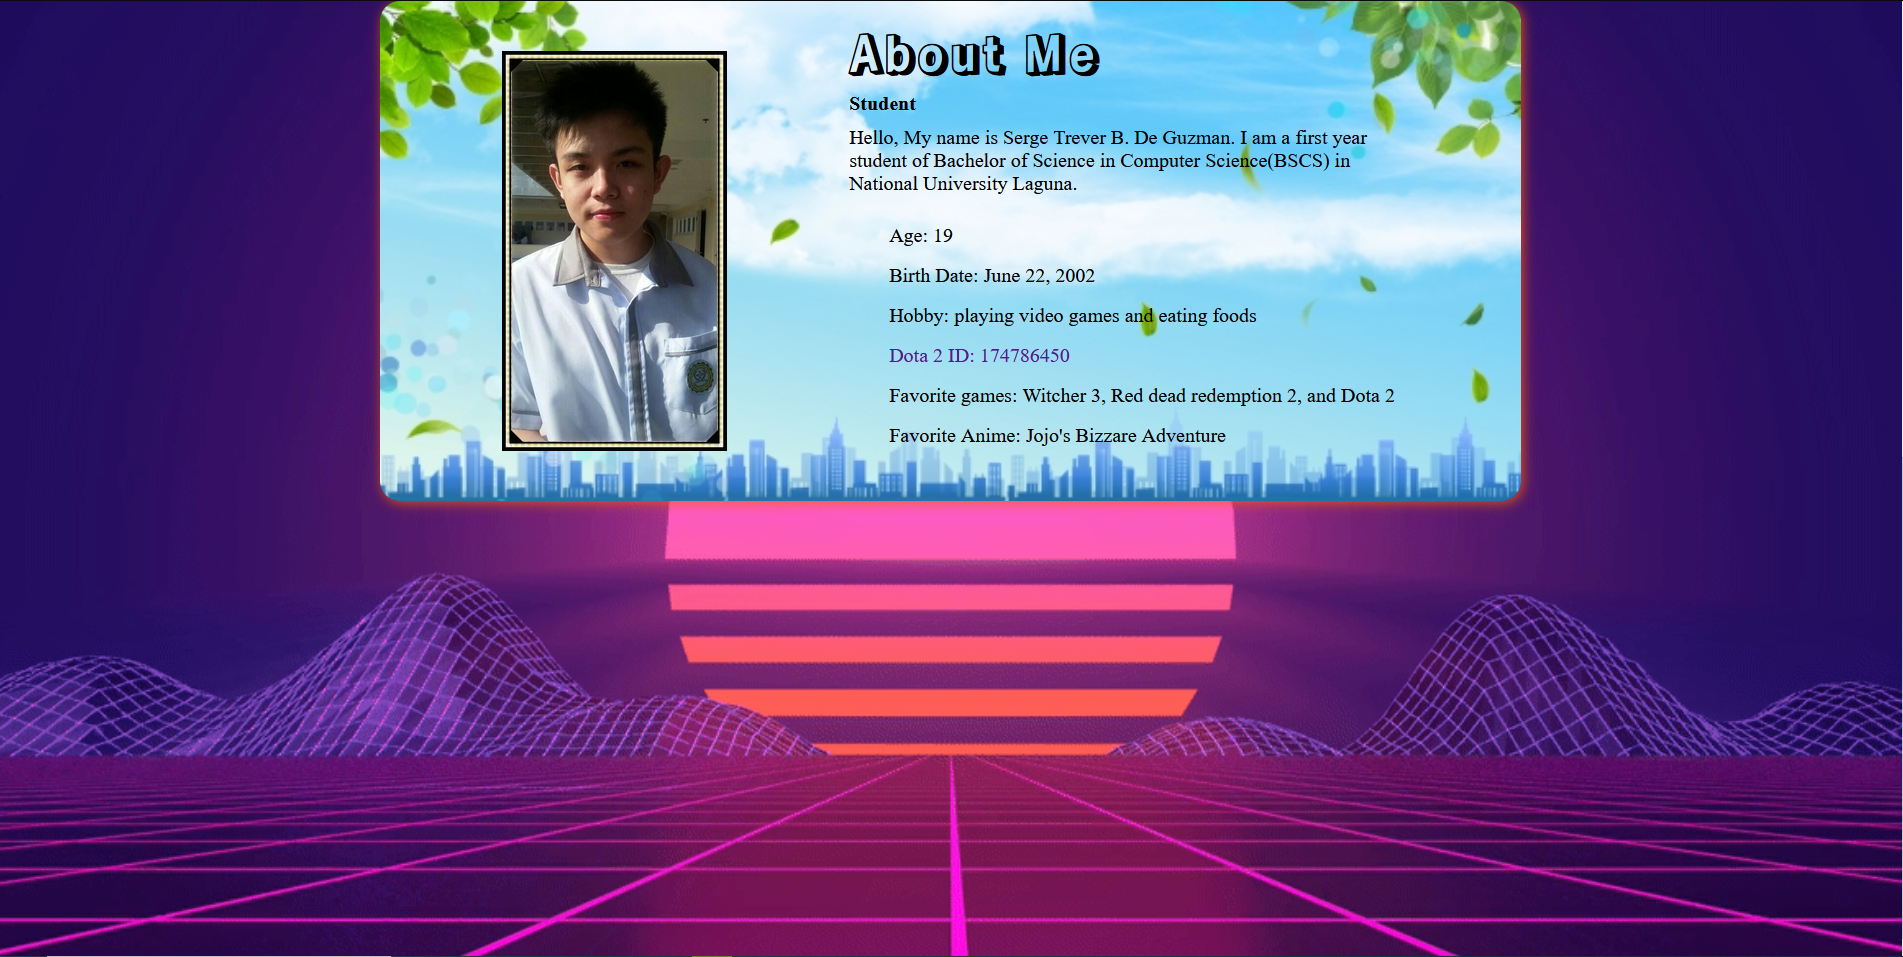 About Me
Student
Hello, My name is Serge Trever B. De Guzman. I am a first year
student of Bachelor of Science in Computer Science(BSCS) in
National University Laguna.
Age: 19
Birth Date: June 22, 2002
Hobby: playing video games and eating foods
Dota 2 ID: 174786450
Favorite games: Witcher 3, Red dead redemption 2, and Dota 2
Favorite Anime: Jojo's Bizzare Adventure